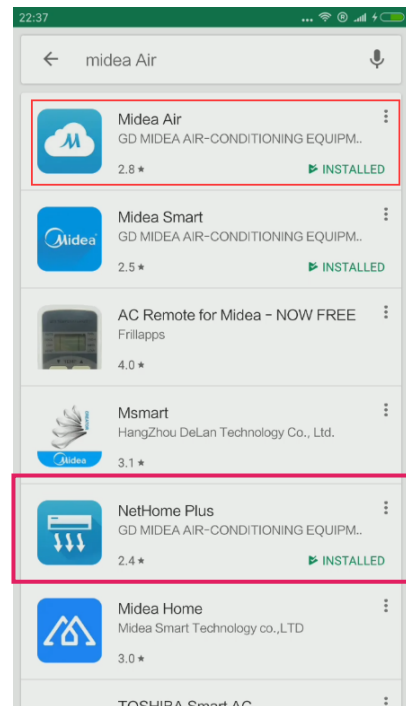 22:37
... ®
midea Air
M
Midea Air
GD MIDEA AIR-CONDITIONING EQUIPM..
2.8 ★
INSTALLED
Midea
Midea Smart
GD MIDEA AIR-CONDITIONING EQUIPM..
2.5 ★
INSTALLED
AC Remote for Midea - NOW FREE
Frillapps
4.0 ★
Midea
Msmart
HangZhou DeLan Technology Co., Ltd.
3.1 ★
NetHome Plus
GD MIDEA AIR-CONDITIONING EQUIPM..
2.4 ★
INSTALLED
Midea Home
Midea Smart Technology co.,LTD
3.0 ★
TOSHIBA Smart AC